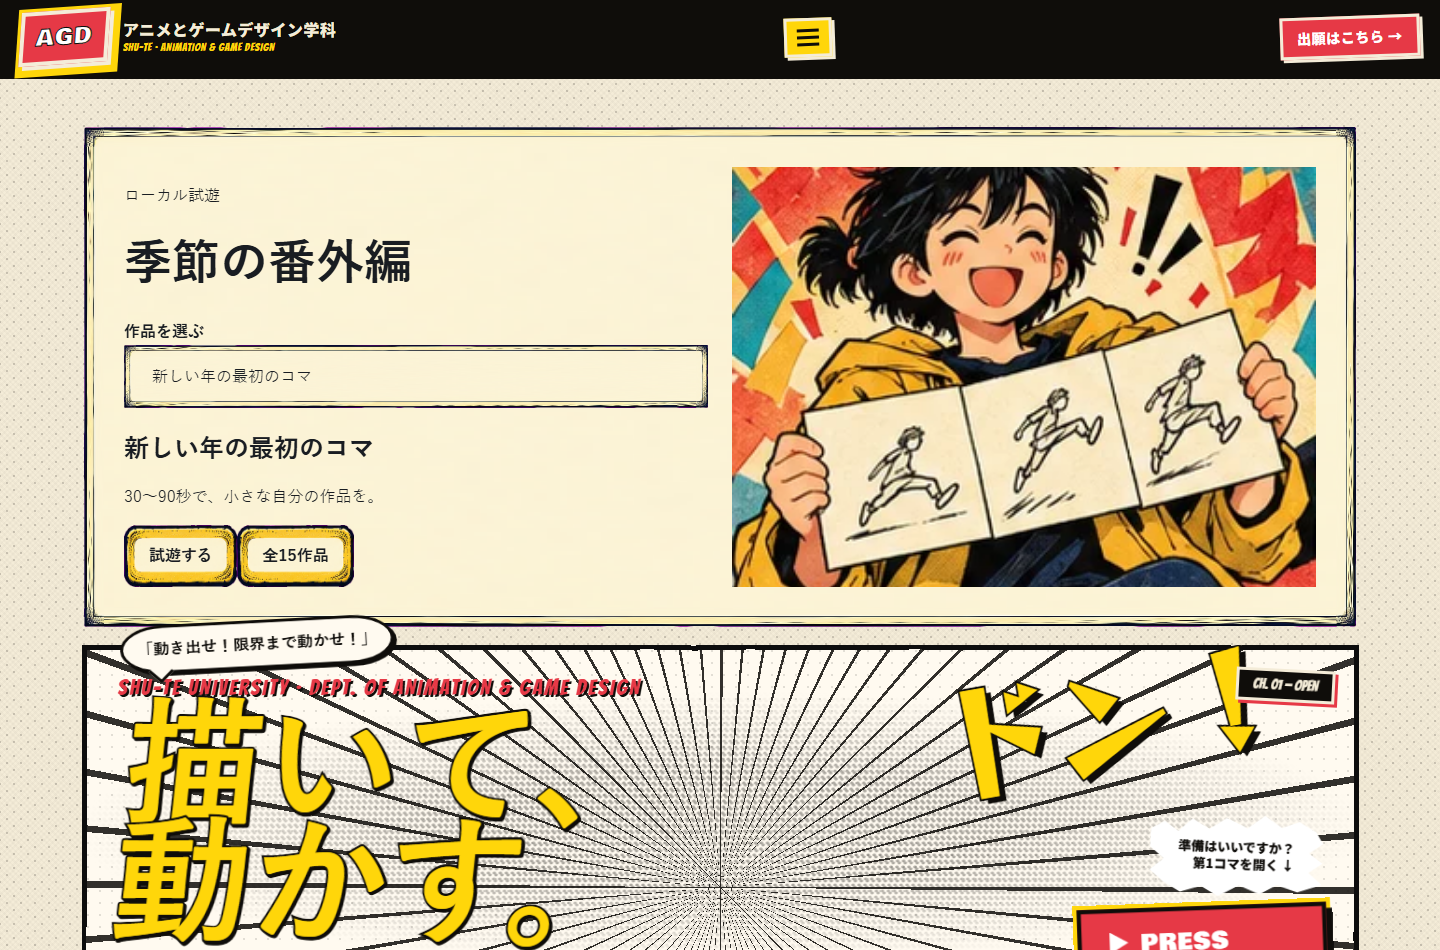 AGD
アニメとゲームデザイン学科
SHU-TE · ANIMATION & GAME DESIGN
出願はこちら →
ローカル試遊
季節の番外編
作品を選ぶ
新しい年の最初のコマ
新しい年の最初のコマ
30〜90秒で、小さな自分の作品を。
試遊する
全15作品
!!
「動き出せ！限界まで動かせ！」
SHU-TE UNIVERSITY · DEPT. OF ANIMATION & GAME DESIGN
描いて、
動かす。
ドン！
CH. 01 — OPEN
準備はいいですか？
第1コマを開く ↓
▶ PRESS